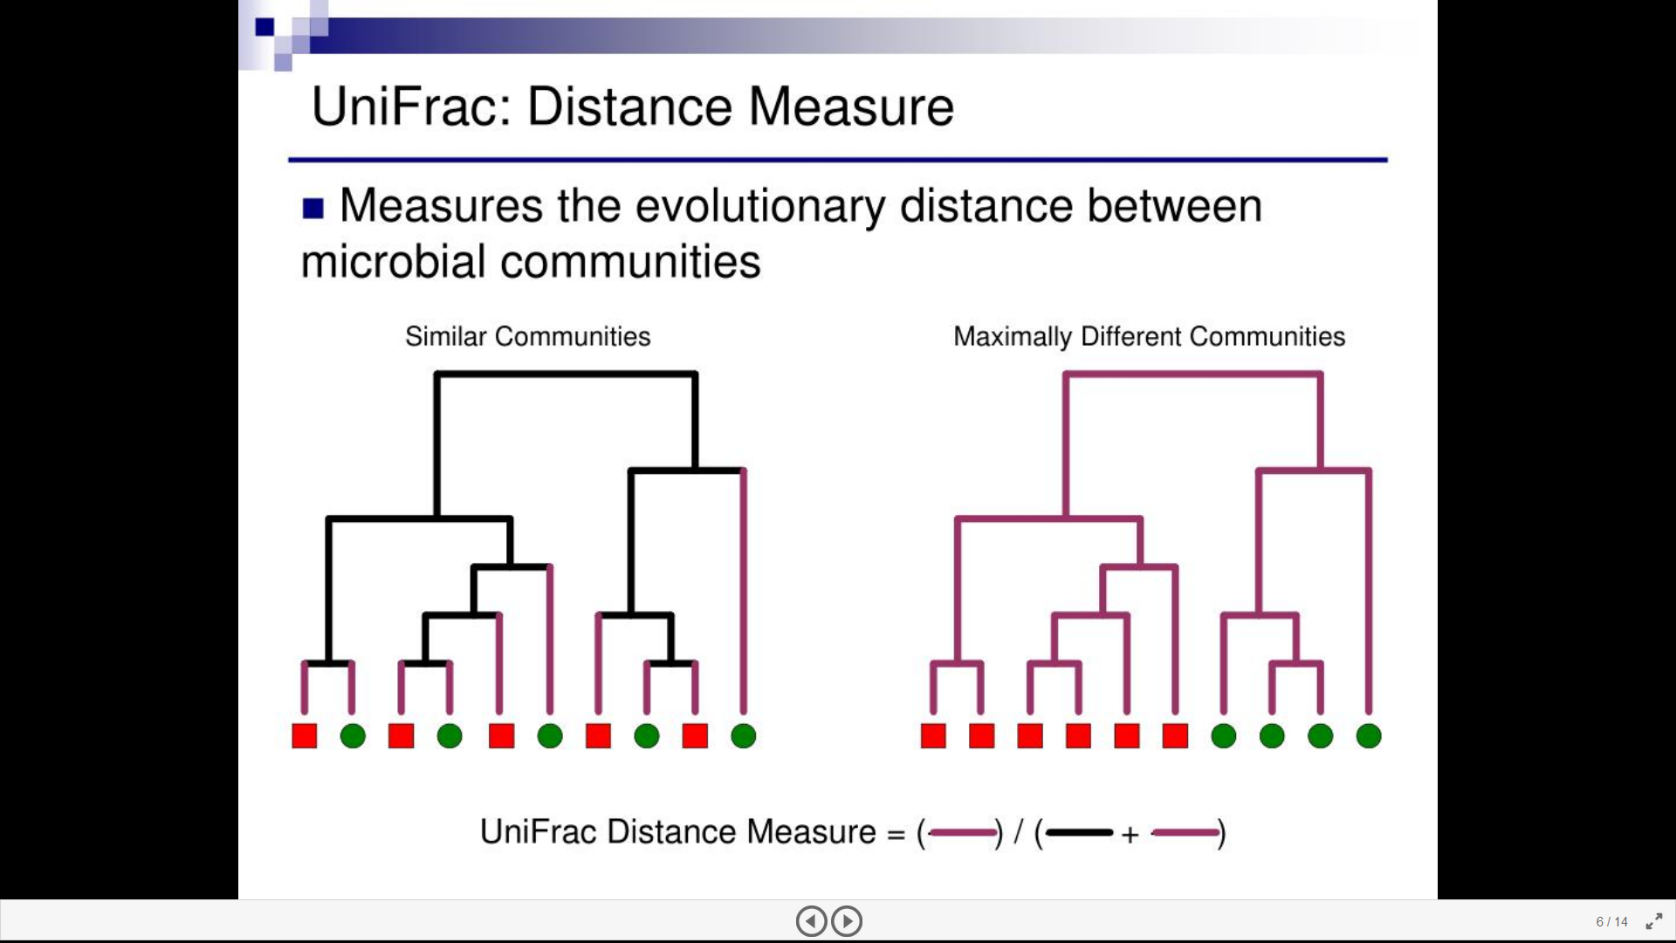 UniFrac: Distance Measure
Measures the evolutionary distance between
microbial communities
Similar Communities
Maximally Different Communities
UniFrac Distance Measure = ( ) / ( + )
6 / 14